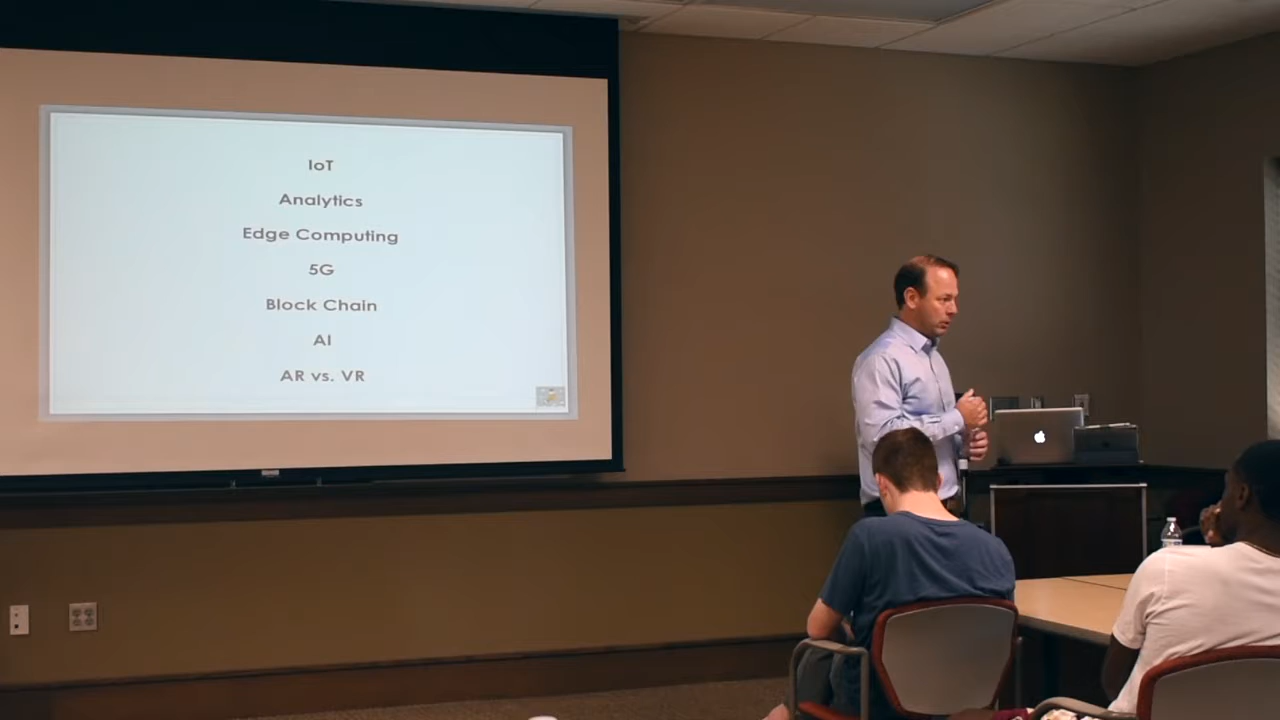 IoT
Analytics
Edge Computing
5G
Block Chain
AI
AR vs. VR